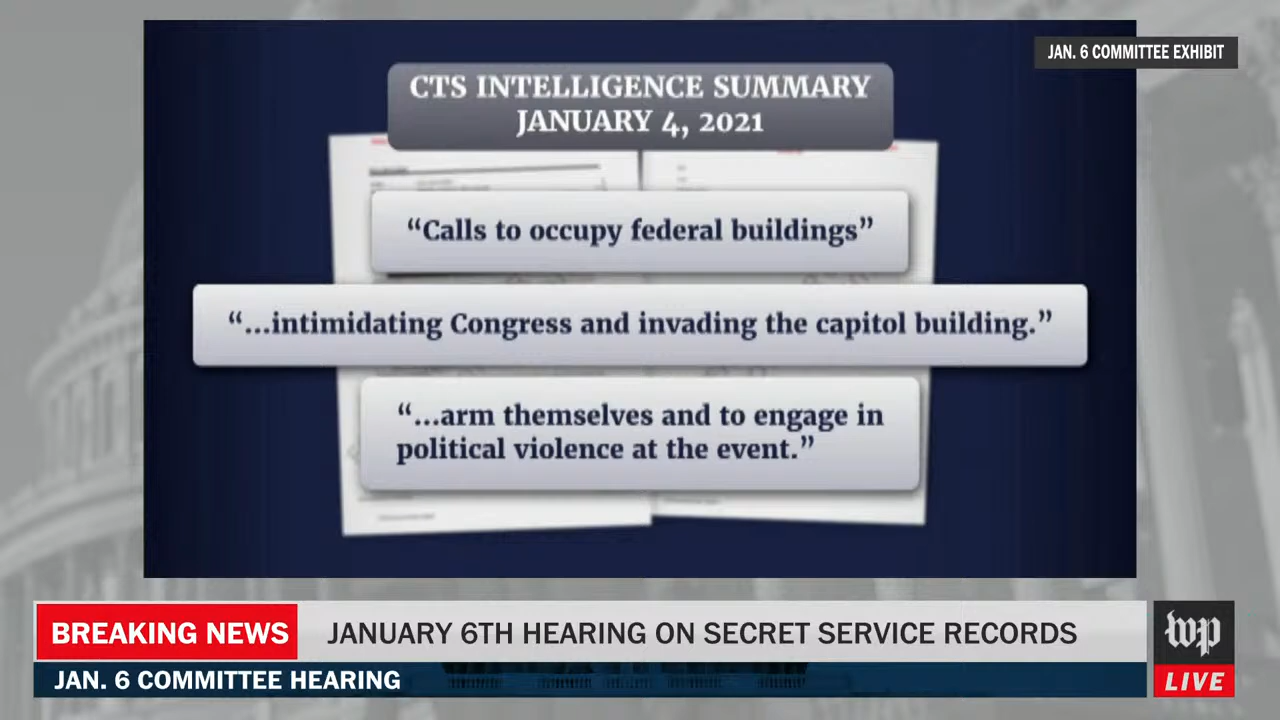 JAN. 6 COMMITTEE EXHIBIT
CTS INTELLIGENCE SUMMARY
JANUARY 4, 2021
“Calls to occupy federal buildings”
“...intimidating Congress and invading the capitol building.”
“...arm themselves and to engage in
political violence at the event.”
BREAKING NEWS
JANUARY 6TH HEARING ON SECRET SERVICE RECORDS
wp
JAN. 6 COMMITTEE HEARING
LIVE